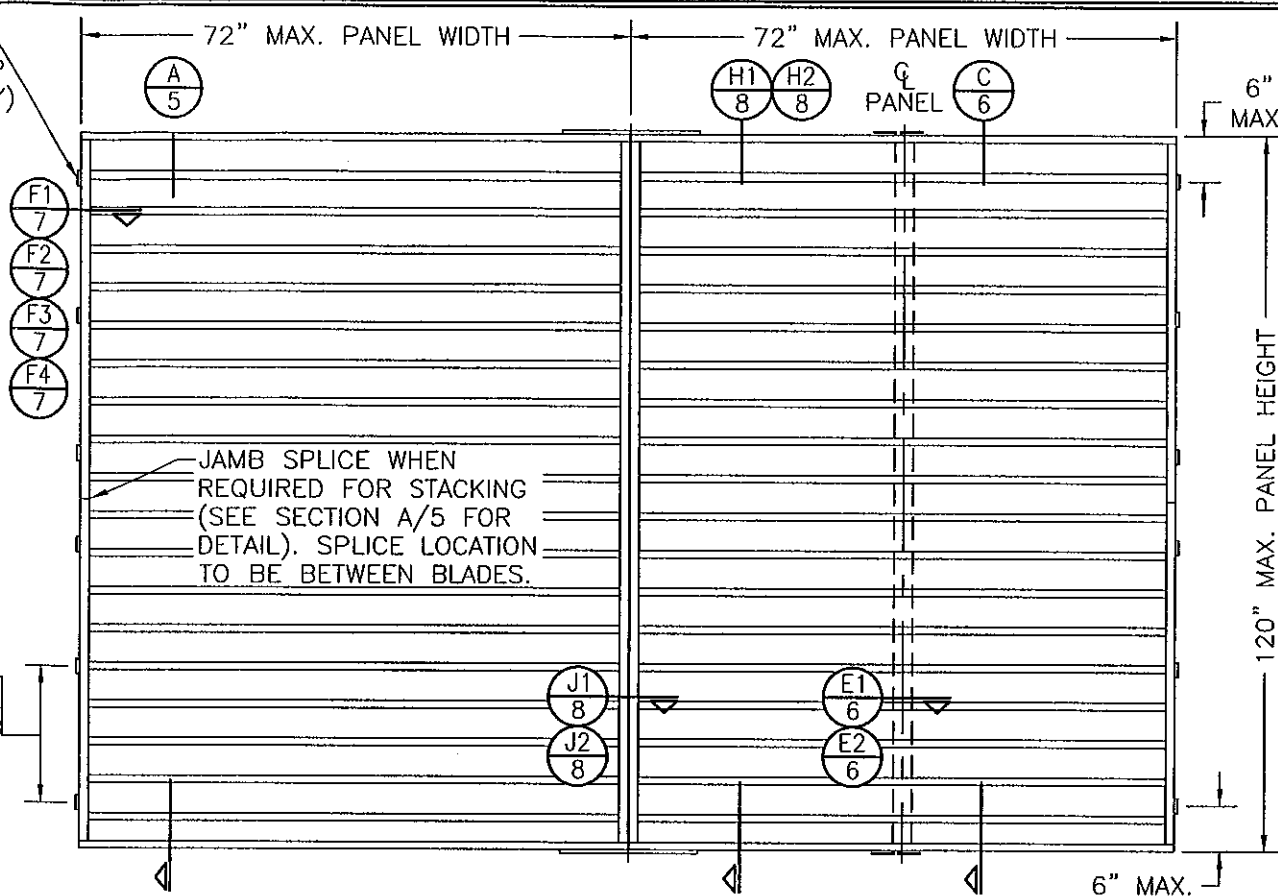 72" MAX. PANEL WIDTH
72" MAX. PANEL WIDTH
A
5
H1
8
H2
8
℄
PANEL
C
6
6"
MAX
F1
7
F2
7
F3
7
F4
7
JAMB SPLICE WHEN
REQUIRED FOR STACKING
(SEE SECTION A/5 FOR
DETAIL). SPLICE LOCATION
TO BE BETWEEN BLADES.
120" MAX. PANEL HEIGHT
J1
8
J2
8
E1
6
E2
6
6" MAX.